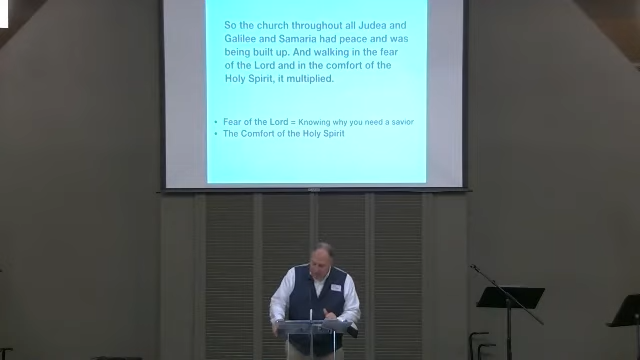 So the church throughout all Judea and
Galilee and Samaria had peace and was
being built up. And walking in the fear
of the Lord and in the comfort of the
Holy Spirit, it multiplied.
• Fear of the Lord = Knowing why you need a savior
• The Comfort of the Holy Spirit